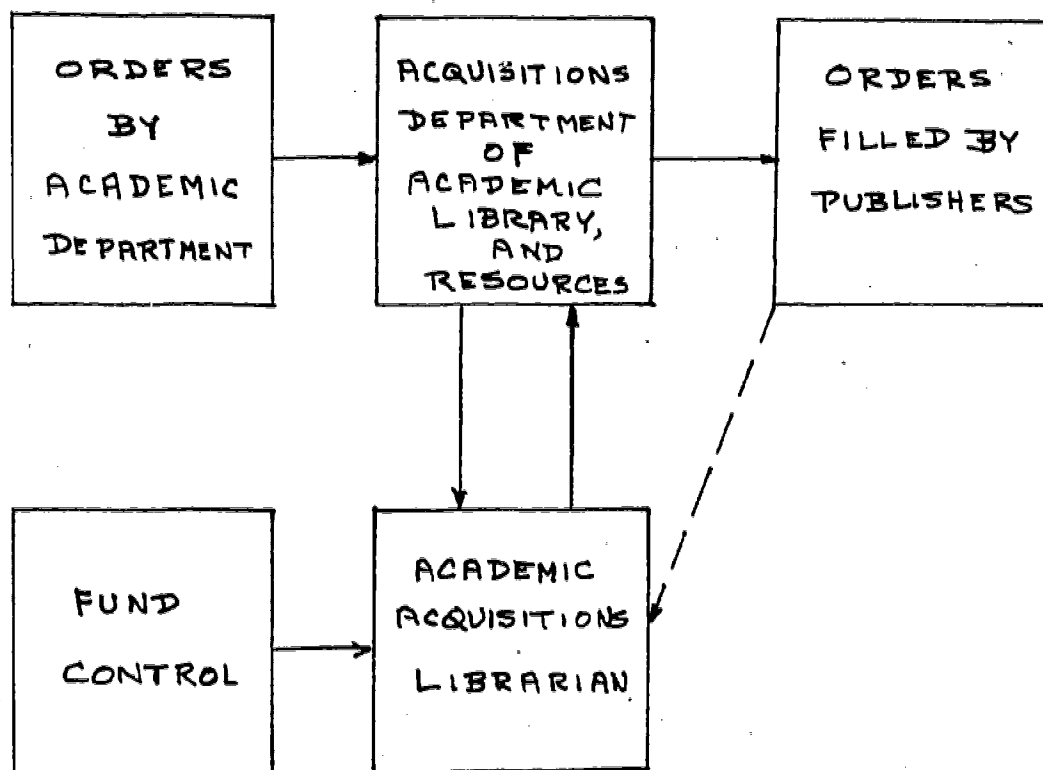 ORDERS
BY
ACADEMIC
DEPARTMENT
ACQUISITIONS
DEPARTMENT
OF
ACADEMIC
LIBRARY,
AND
RESOURCES
ORDERS
FILLED BY
PUBLISHERS
FUND
CONTROL
ACADEMIC
ACQUISITIONS
LIBRARIAN